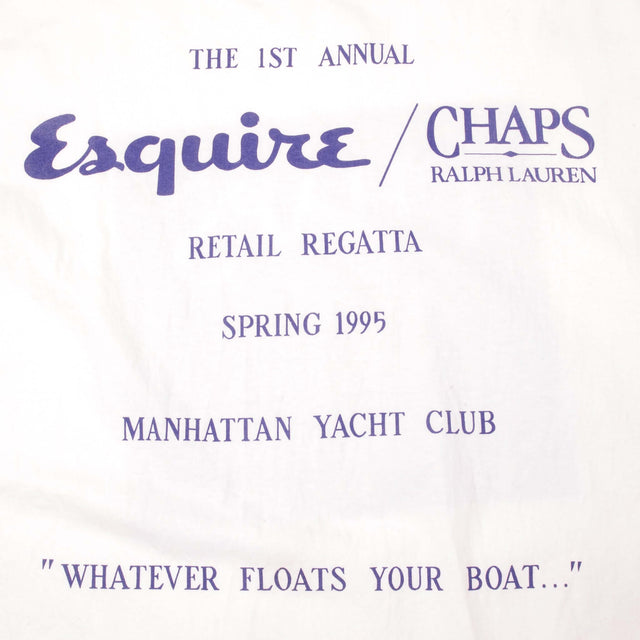 THE 1ST ANNUAL
Esquire / CHAPS
RALPH LAUREN
RETAIL REGATTA
SPRING 1995
MANHATTAN YACHT CLUB
"WHATEVER FLOATS YOUR BOAT..."